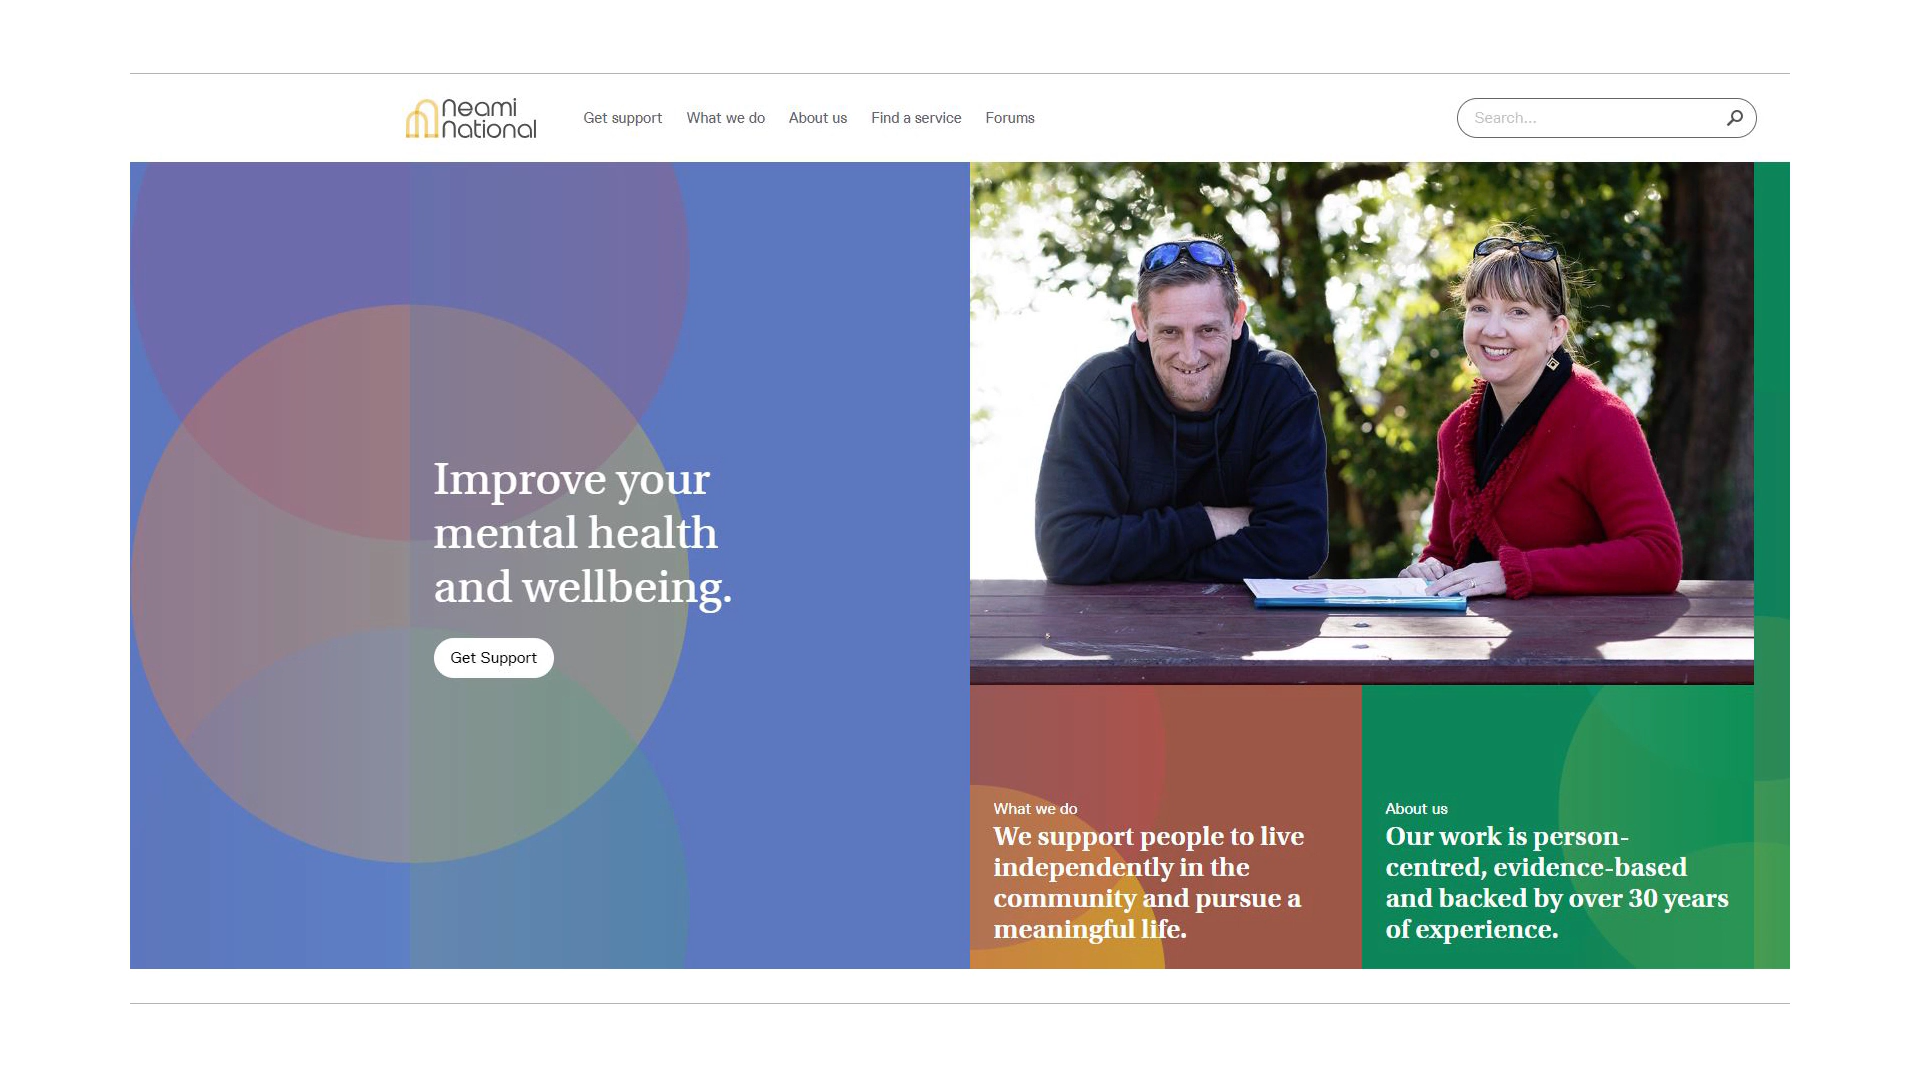 Neami
National
Get support
What we do
About us
Find a service
Forums
Search...
Improve your
mental health
and wellbeing.
Get Support
What we do
We support people to live
independently in the
community and pursue a
meaningful life.
About us
Our work is person-
centred, evidence-based
and backed by over 30 years
of experience.